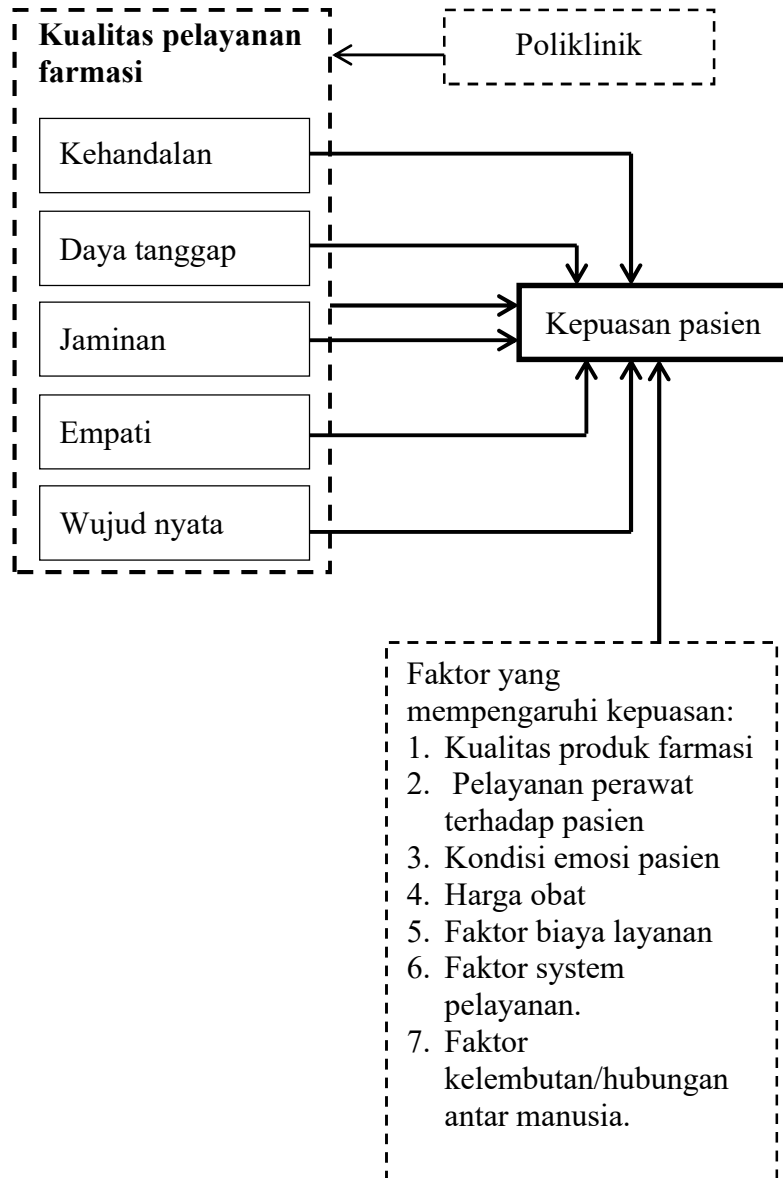 Kualitas pelayanan
farmasi
Poliklinik
Kehandalan
Daya tanggap
Jaminan
Empati
Wujud nyata
Kepuasan pasien
Faktor yang
mempengaruhi kepuasan:
1. Kualitas produk farmasi
2. Pelayanan perawat
terhadap pasien
3. Kondisi emosi pasien
4. Harga obat
5. Faktor biaya layanan
6. Faktor system
pelayanan.
7. Faktor
kelembutan/hubungan
antar manusia.